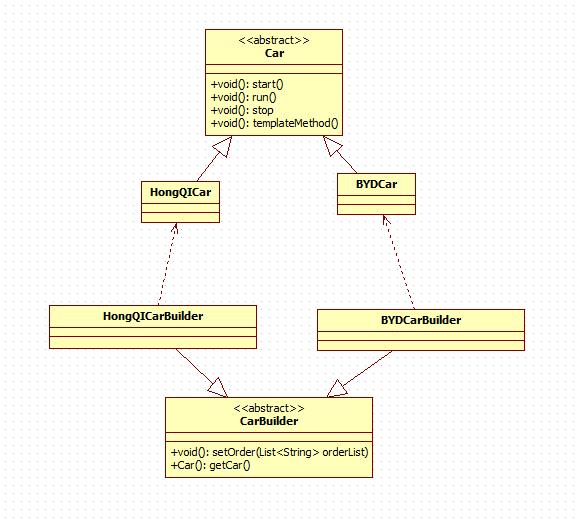 <<abstract>>
Car
+void(): start()
+void(): run()
+void(): stop
+void(): templateMethod()
HongQICar
BYDCar
HongQICarBuilder
BYDCarBuilder
<<abstract>>
CarBuilder
+void(): setOrder(List<String> orderList)
+Car(): getCar()